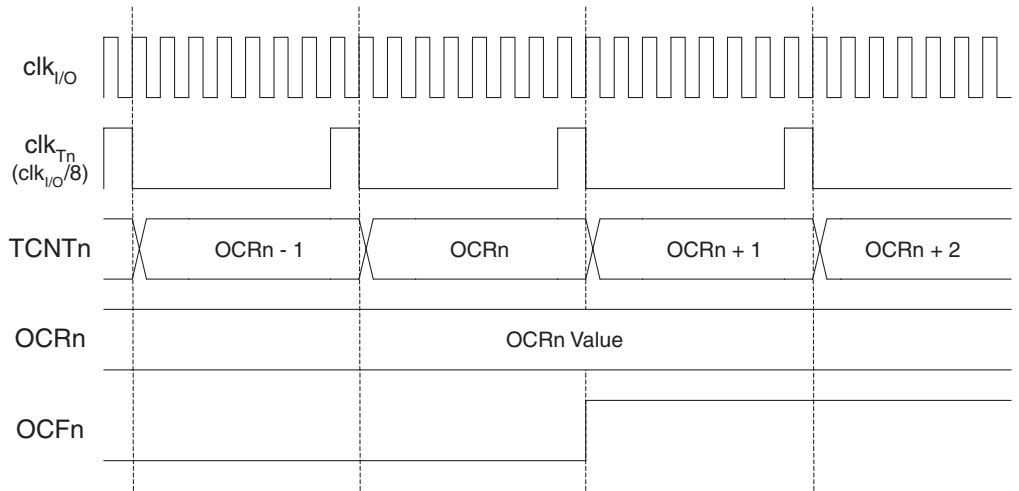 clkI/O
clkTn
(clkI/O/8)
TCNTn OCRn - 1 OCRn OCRn + 1 OCRn + 2
OCRn OCRn Value
OCFn